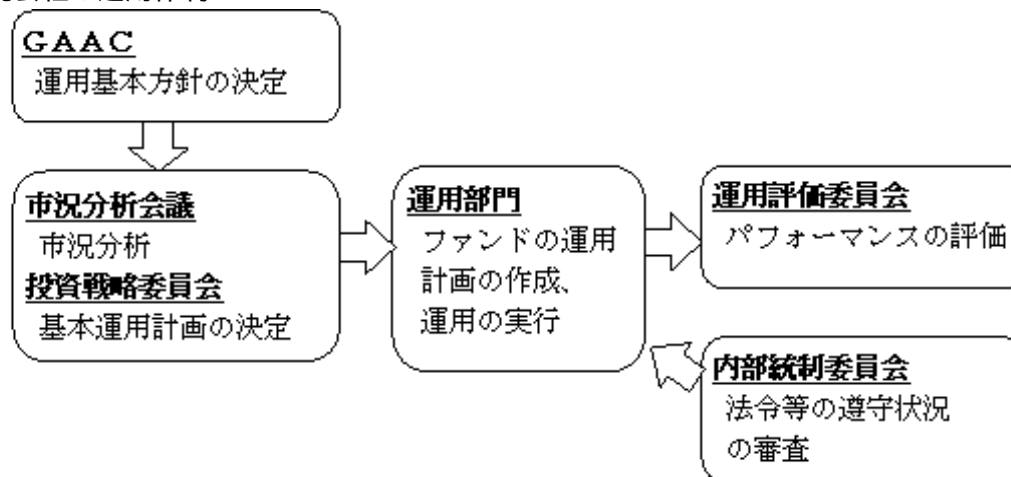 ＧＡＡＣ
運用基本方針の決定
市況分析会議
市況分析
投資戦略委員会
基本運用計画の決定
運用部門
ファンドの運用
計画の作成、
運用の実行
運用評価委員会
パフォーマンスの評価
内部統制委員会
法令等の遵守状況
の審査